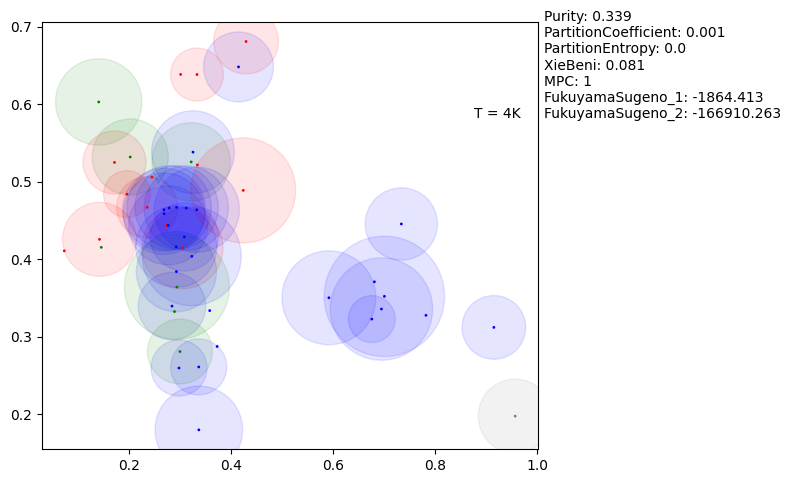 Purity: 0.339
PartitionCoefficient: 0.001
PartitionEntropy: 0.0
XieBeni: 0.081
MPC: 1
FukuyamaSugeno_1: -1864.413
FukuyamaSugeno_2: -166910.263
T = 4K
0.7
0.6
0.5
0.4
0.3
0.2
0.2
0.4
0.6
0.8
1.0